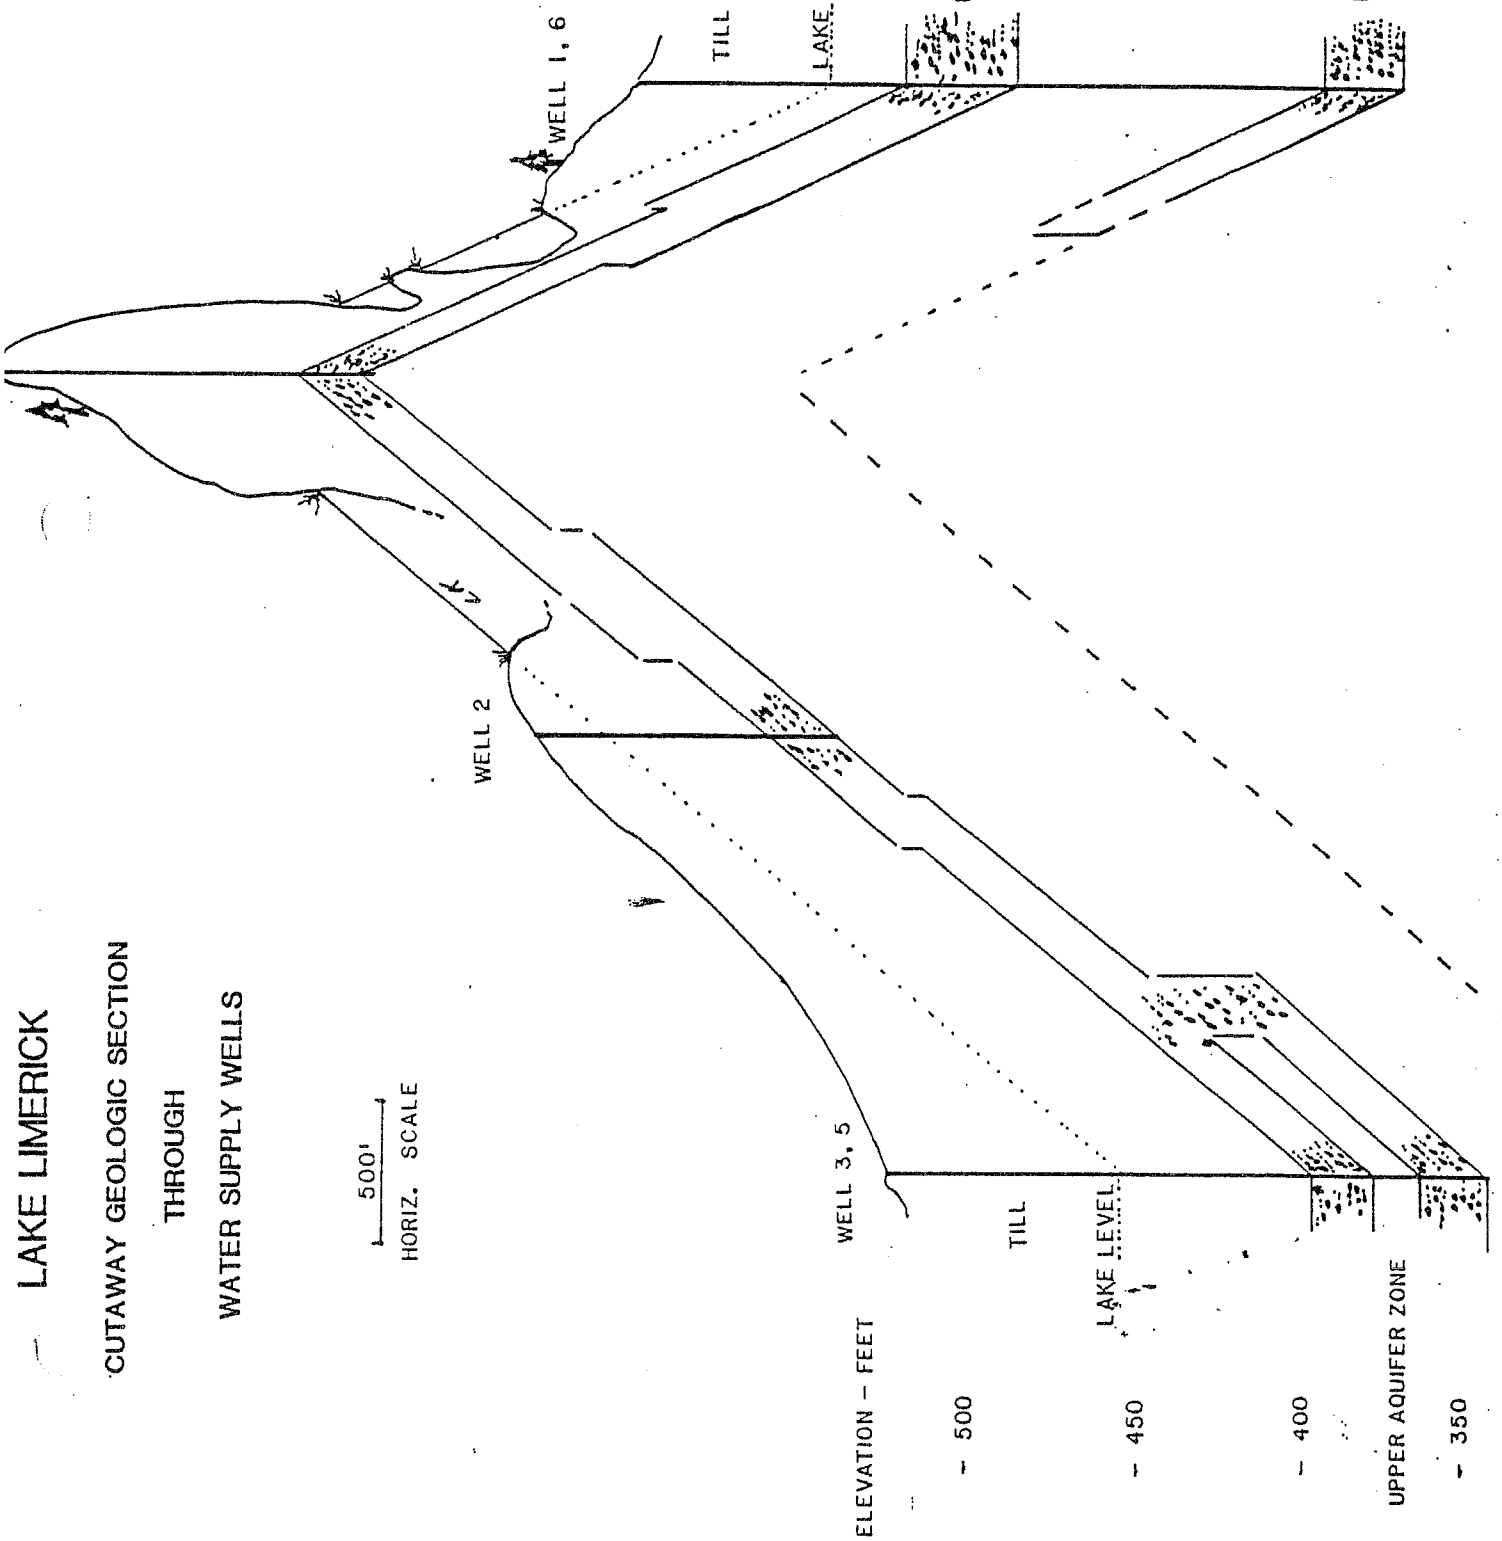 LAKE LIMERICK
CUTAWAY GEOLOGIC SECTION
THROUGH
WATER SUPPLY WELLS
500'
HORIZ. SCALE
WELL 2
WELL 1, 6
TILL
LAKE
WELL 3, 5
TILL
LAKE LEVEL
ELEVATION – FEET
– 500
– 450
– 400
UPPER AQUIFER ZONE
– 350